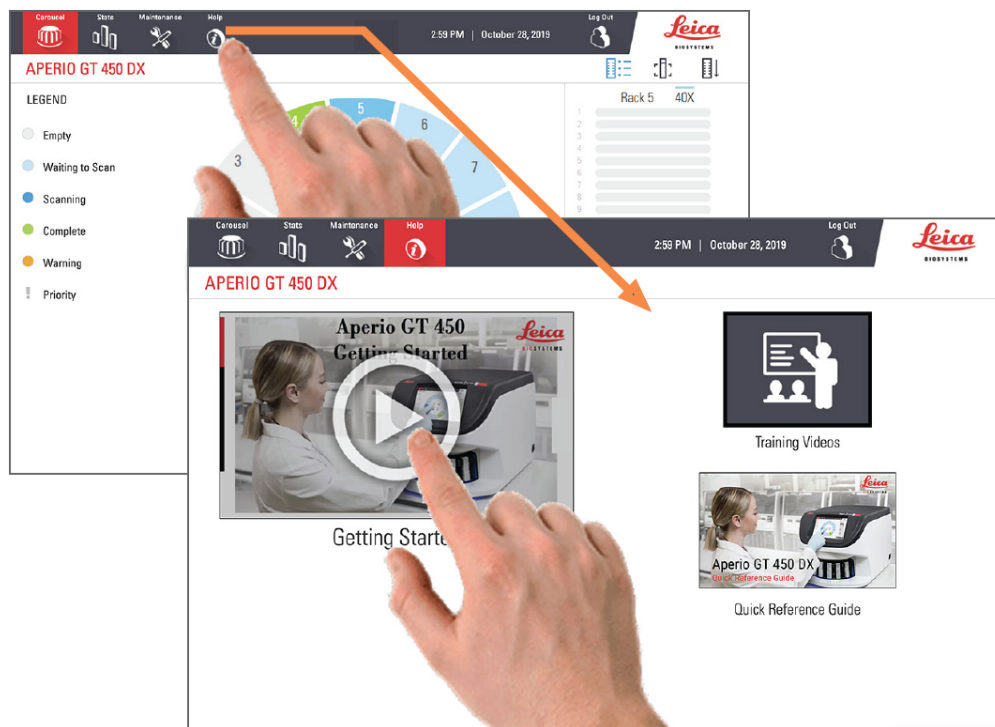 Carousel Stats Maintenance Help
2:59 PM | October 28, 2019
Log Out
Leica
BIOSYSTEMS
APERIO GT 450 DX
LEGEND
Empty
Waiting to Scan
Scanning
Complete
Warning
! Priority
3
4
5
6
7
Rack 5 40X
1
2
3
4
5
6
7
8
9
Carousel Stats Maintenance Help
2:59 PM | October 28, 2019
Log Out
Leica
BIOSYSTEMS
APERIO GT 450 DX
Aperio GT 450
Getting Started
Leica
BIOSYSTEMS
Getting Starte
Training Videos
Leica
Aperio GT 450 DX
Quick Reference Guide
Quick Reference Guide